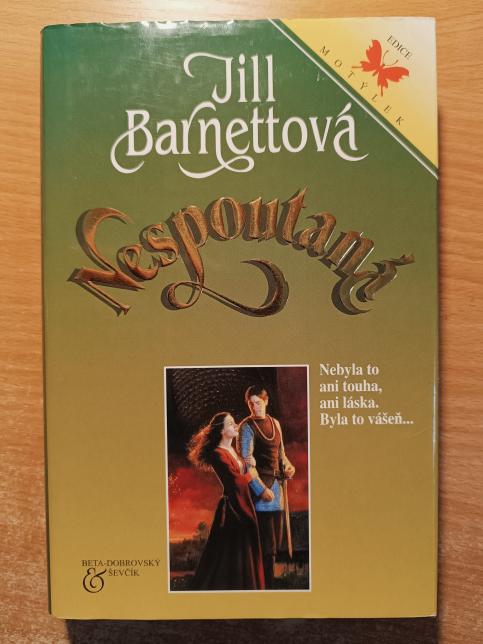 EDICE
MOTÝLEK
Jill
Barnettová
Nespoutaná
Nebyla to
ani touha,
ani láska.
Byla to vášeň...
BETA-DOBROVSKÝ
& ŠEVČÍK